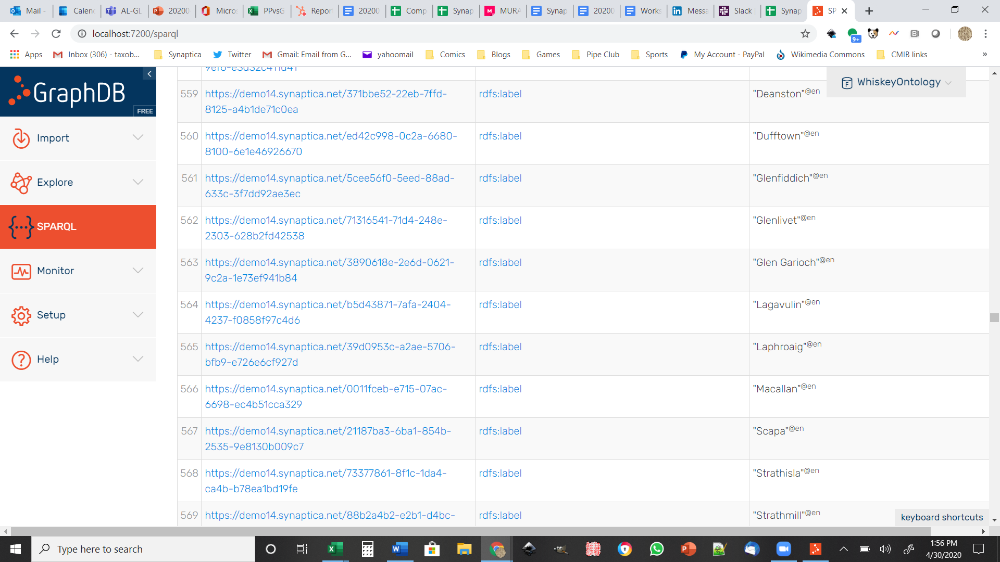 Mail -
Calenc
AL-GL
20200
Micros
PPvsG
Repor
20200
Comp
Synap
MURA
Synap
20200
Works
Messa
Slack
Synap
SP
localhost:7200/sparql
9+
Apps
Inbox (306) - taxob...
Synaptica
Twitter
Gmail: Email from G...
yahoomail
Comics
Blogs
Games
Pipe Club
Sports
My Account - PayPal
Wikimedia Commons
CMIB links
»
GraphDB
FREE
Import
Explore
SPARQL
Monitor
Setup
Help
WhiskeyOntology
9ef6-e3d32c41fd41
559 https://demo14.synaptica.net/371bbe52-22eb-7ffd- rdfs:label "Deanston"@en
8125-a4b1de71c0ea
560 https://demo14.synaptica.net/ed42c998-0c2a-6680- rdfs:label "Dufftown"@en
8100-6e1e46926670
561 https://demo14.synaptica.net/5cee56f0-5eed-88ad- rdfs:label "Glenfiddich"@en
633c-3f7dd92ae3ec
562 https://demo14.synaptica.net/71316541-71d4-248e- rdfs:label "Glenlivet"@en
2303-628b2fd42538
563 https://demo14.synaptica.net/3890618e-2e6d-0621- rdfs:label "Glen Garioch"@en
9c2a-1e73ef941b84
564 https://demo14.synaptica.net/b5d43871-7afa-2404- rdfs:label "Lagavulin"@en
4237-f0858f97c4d6
565 https://demo14.synaptica.net/39d0953c-a2ae-5706- rdfs:label "Laphroaig"@en
bfb9-e726e6cf927d
566 https://demo14.synaptica.net/0011fceb-e715-07ac- rdfs:label "Macallan"@en
6698-ec4b51cca329
567 https://demo14.synaptica.net/21187ba3-6ba1-854b- rdfs:label "Scapa"@en
2535-9e8130b009c7
568 https://demo14.synaptica.net/73377861-8f1c-1da4- rdfs:label "Strathisla"@en
ca4b-b78ea1bd19fe
569 https://demo14.synaptica.net/88b2a4b2-e2b1-d4bc- rdfs:label "Strathmill"@en
keyboard shortcuts
Type here to search
1:56 PM
4/30/2020